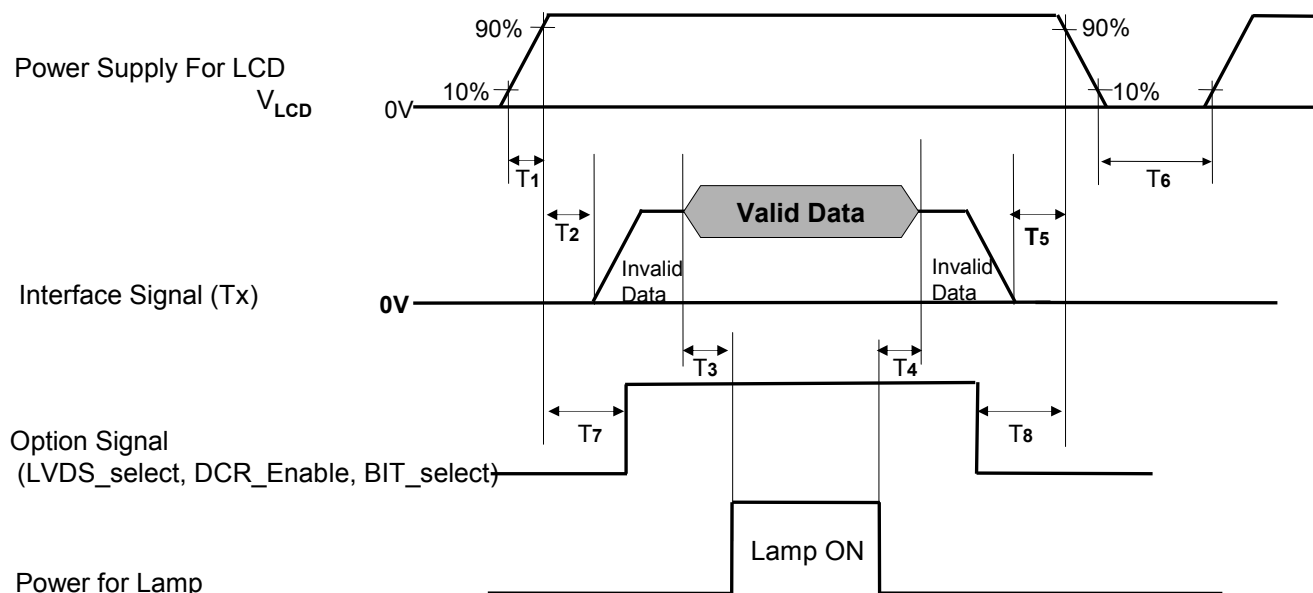 90%
90%
Power Supply For LCD
V_LCD
10%
10%
0V
T1
T6
Valid Data
T2
T5
Invalid
Data
Invalid
Data
Interface Signal (Tx)
0V
T3
T4
T7
T8
Option Signal
(LVDS_select, DCR_Enable, BIT_select)
Lamp ON
Power for Lamp